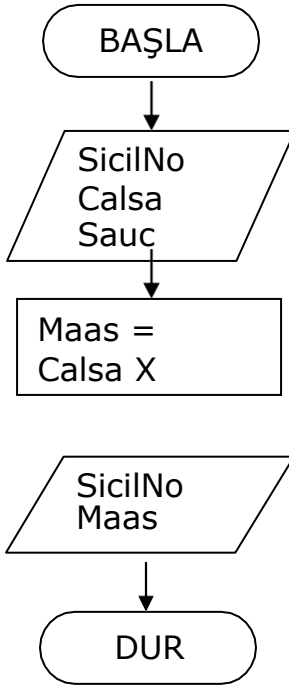 BAŞLA
SicilNo
Calsa
Sauc
Maas =
Calsa X
SicilNo
Maas
DUR